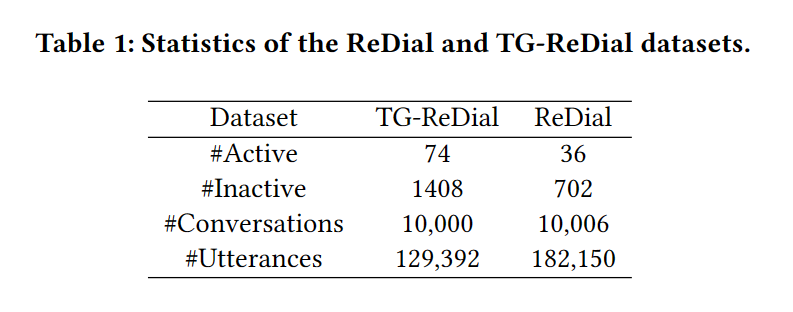 Table 1: Statistics of the ReDial and TG-ReDial datasets.
Dataset TG-ReDial ReDial
#Active 74 36
#Inactive 1408 702
#Conversations 10,000 10,006
#Utterances 129,392 182,150